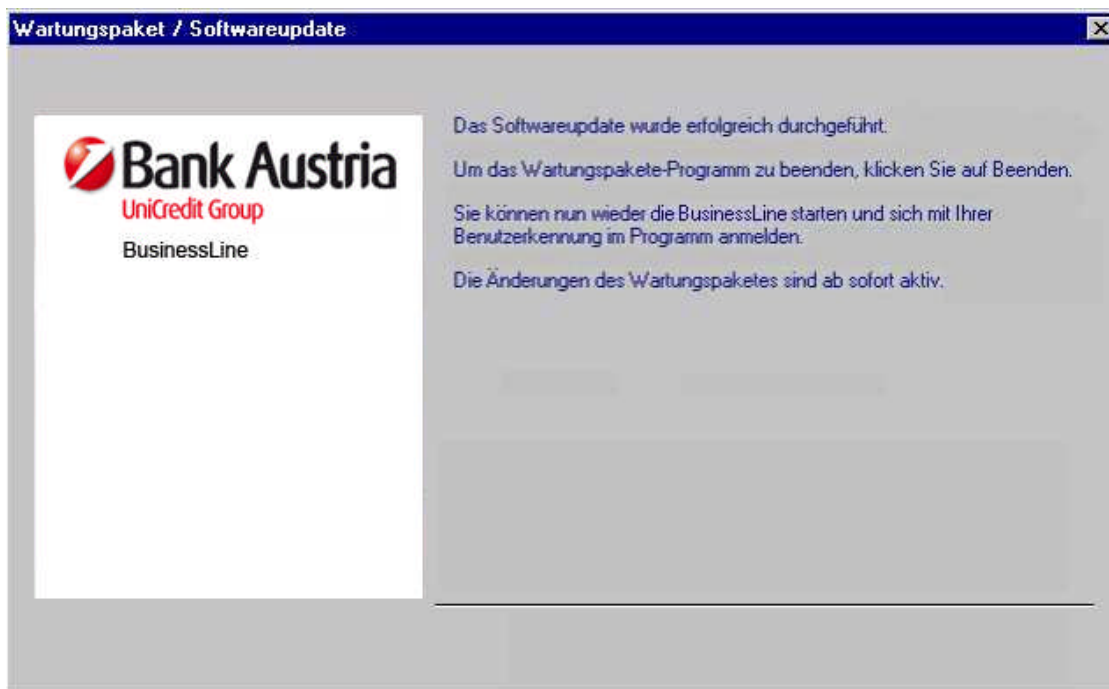 Wartungspaket / Softwareupdate
Bank Austria
UniCredit Group
BusinessLine
Das Softwareupdate wurde erfolgreich durchgeführt.
Um das Wartungspakete-Programm zu beenden, klicken Sie auf Beenden.
Sie können nun wieder die BusinessLine starten und sich mit Ihrer
Benutzerkennung im Programm anmelden.
Die Änderungen des Wartungspaketes sind ab sofort aktiv.